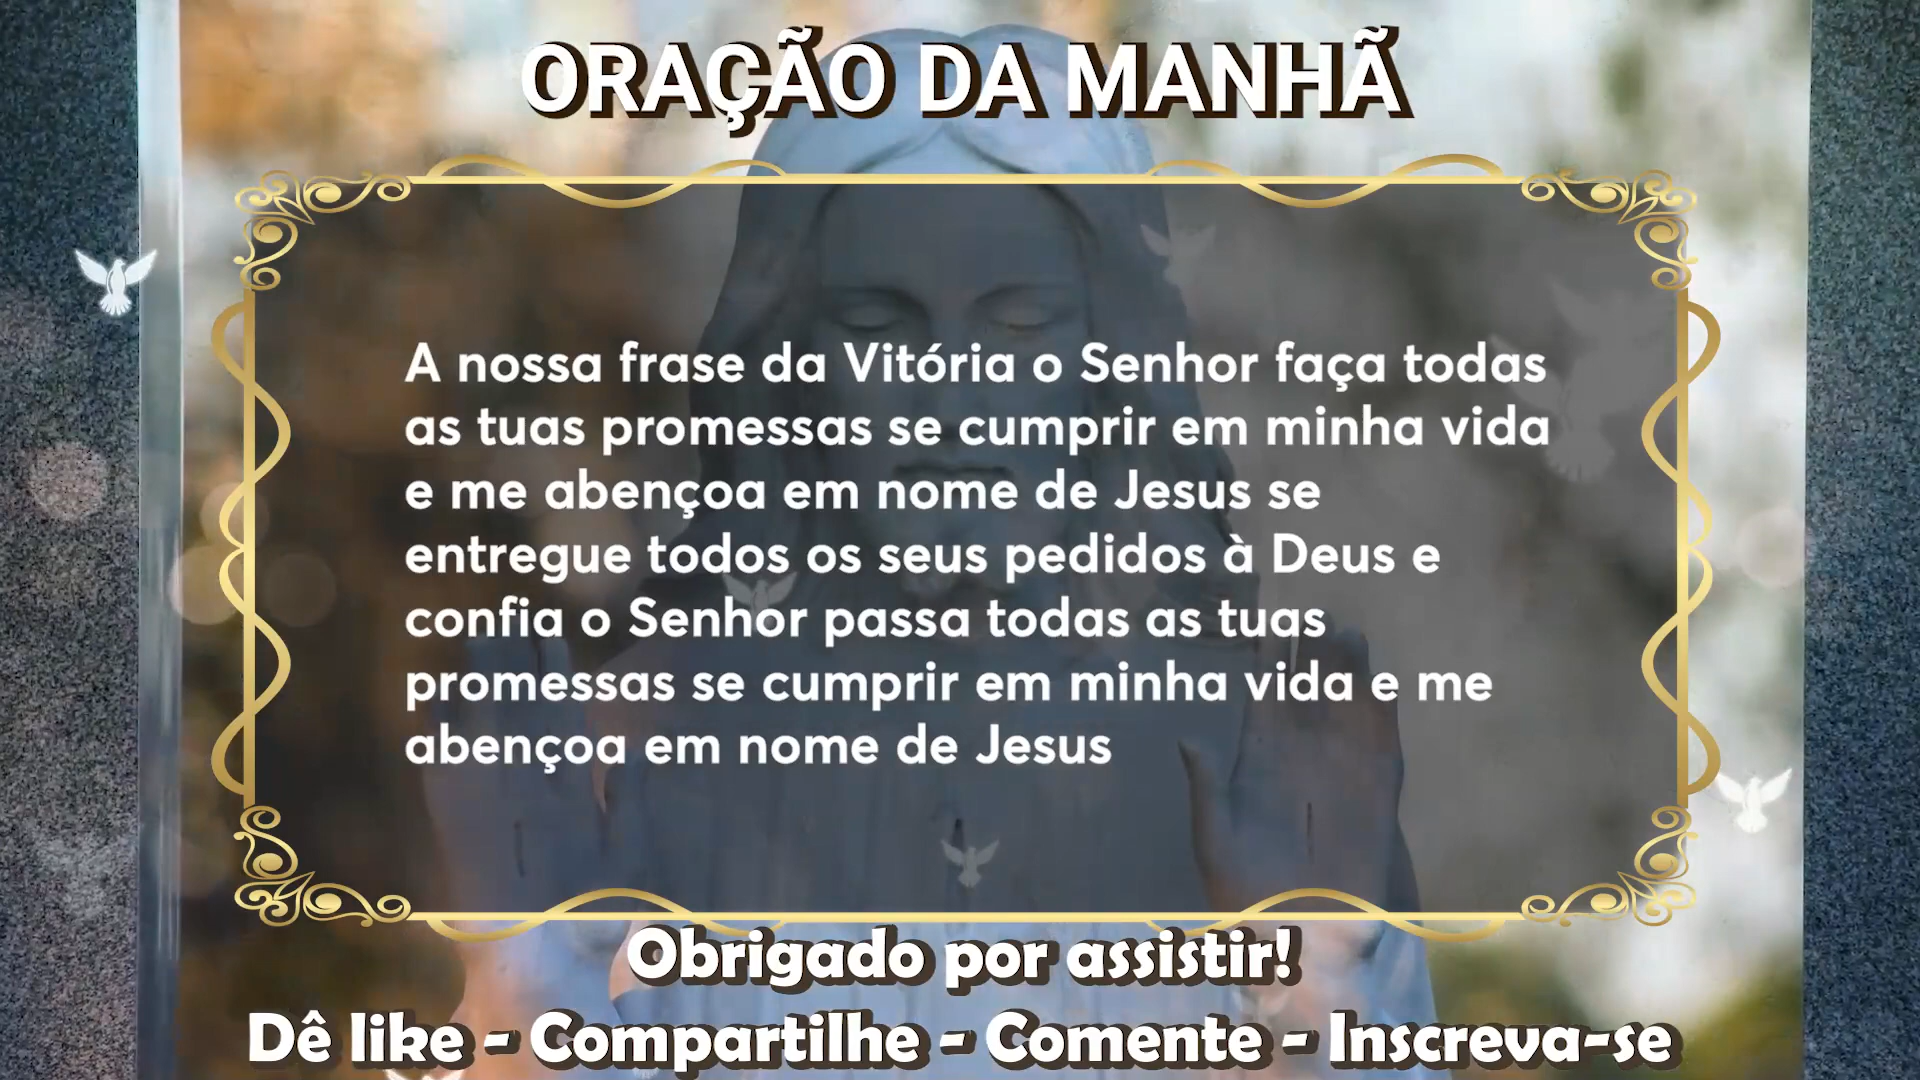 ORAÇÃO DA MANHÃ
A nossa frase da Vitória o Senhor faça todas
as tuas promessas se cumprir em minha vida
e me abençoa em nome de Jesus se
entregue todos os seus pedidos à Deus e
confia o Senhor passa todas as tuas
promessas se cumprir em minha vida e me
abençoa em nome de Jesus
Obrigado por assistir!
Dê like - Compartilhe - Comente - Inscreva-se